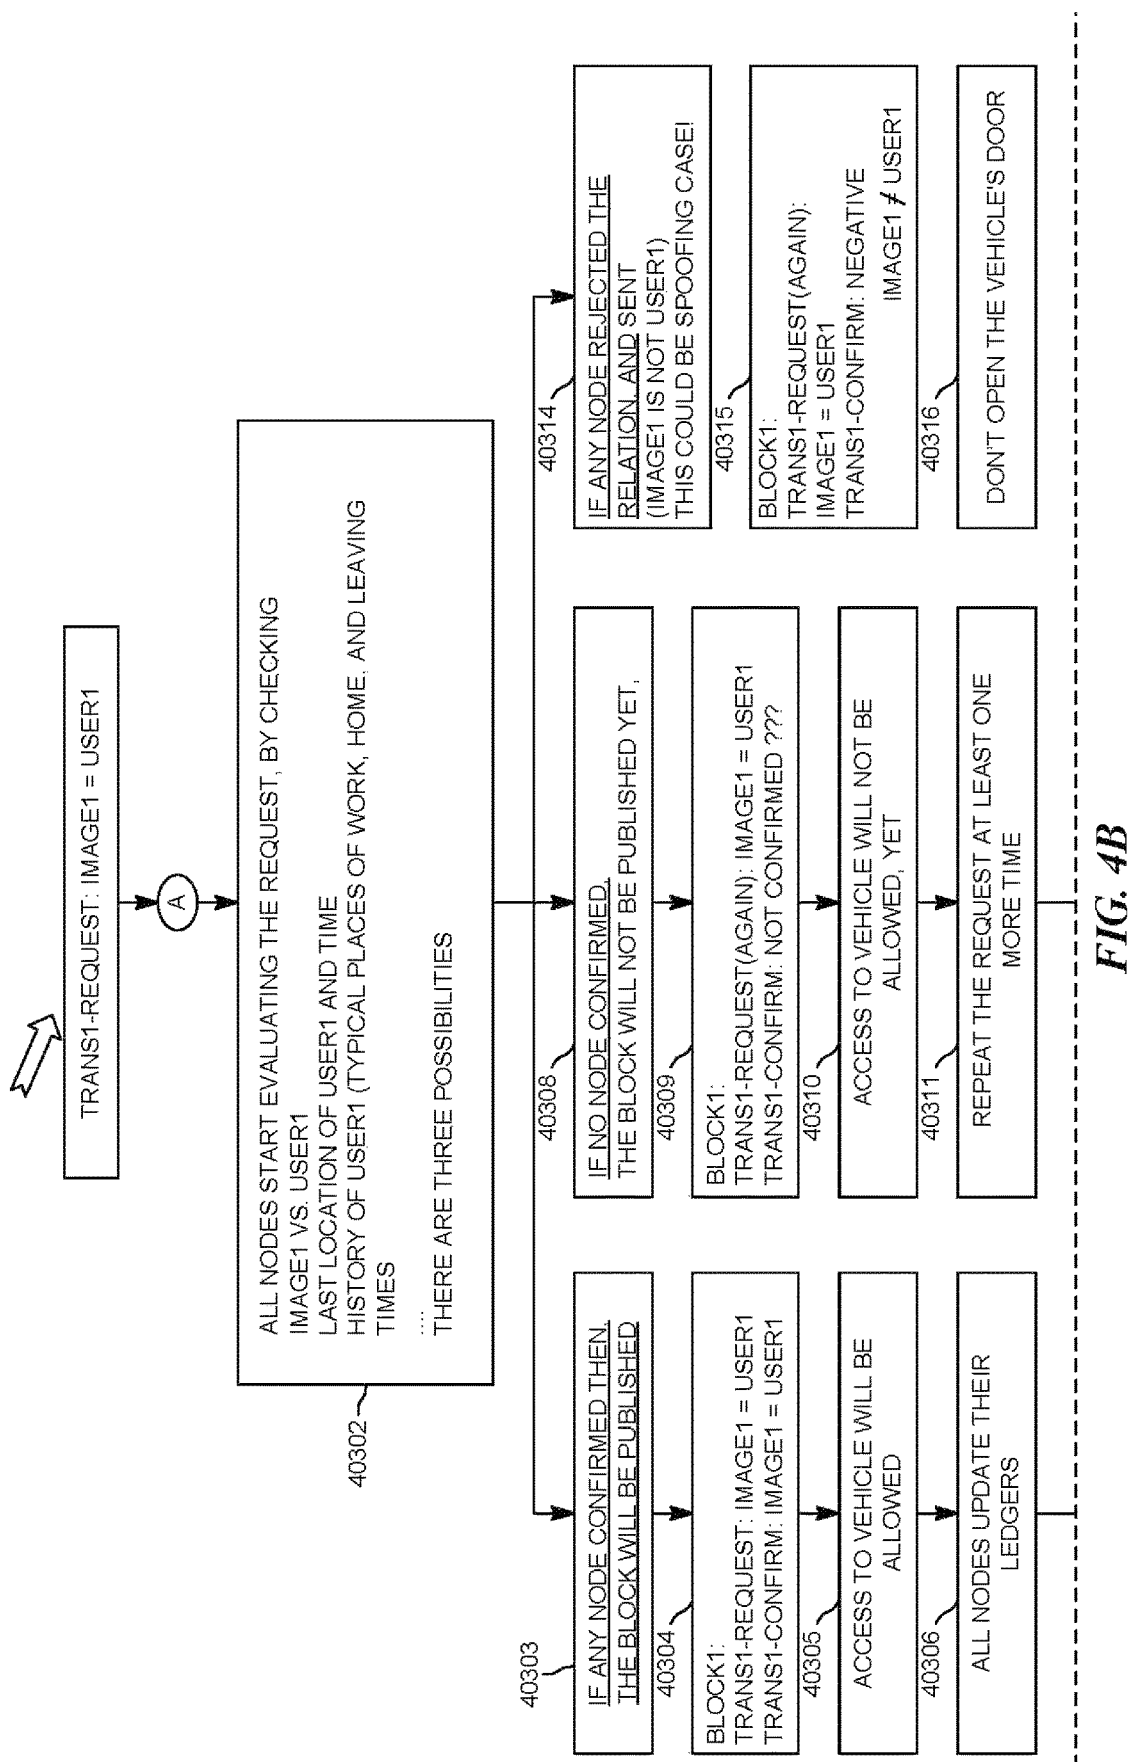 TRANS1-REQUEST: IMAGE1 = USER1
A
40302
ALL NODES START EVALUATING THE REQUEST, BY CHECKING
IMAGE1 VS. USER1
LAST LOCATION OF USER1 AND TIME
HISTORY OF USER1 (TYPICAL PLACES OF WORK, HOME, AND LEAVING
TIMES
....
THERE ARE THREE POSSIBILITIES
40303
IF ANY NODE CONFIRMED THEN,
THE BLOCK WILL BE PUBLISHED
40304
BLOCK1:
TRANS1-REQUEST: IMAGE1 = USER1
TRANS1-CONFIRM: IMAGE1 = USER1
40305
ACCESS TO VEHICLE WILL BE
ALLOWED
40306
ALL NODES UPDATE THEIR
LEDGERS
40308
IF NO NODE CONFIRMED,
THE BLOCK WILL NOT BE PUBLISHED YET,
40309
BLOCK1:
TRANS1-REQUEST(AGAIN): IMAGE1 = USER1
TRANS1-CONFIRM: NOT CONFIRMED ???
40310
ACCESS TO VEHICLE WILL NOT BE
ALLOWED, YET
40311
REPEAT THE REQUEST AT LEAST ONE
MORE TIME
40314
IF ANY NODE REJECTED THE
RELATION, AND SENT
(IMAGE1 IS NOT USER1)
THIS COULD BE SPOOFING CASE!
40315
BLOCK1:
TRANS1-REQUEST(AGAIN):
IMAGE1 = USER1
TRANS1-CONFIRM: NEGATIVE
IMAGE1 ≠ USER1
40316
DON'T OPEN THE VEHICLE'S DOOR
FIG. 4B